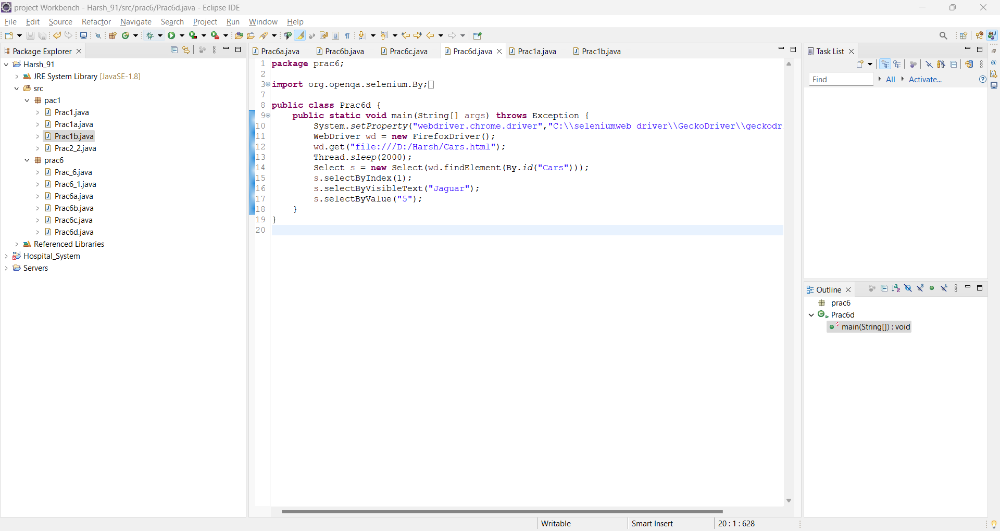 project Workbench - Harsh_91/src/prac6/Prac6d.java - Eclipse IDE
File Edit Source Refactor Navigate Search Project Run Window Help
Package Explorer
Harsh_91
JRE System Library [JavaSE-1.8]
src
pac1
Prac1.java
Prac1a.java
Prac1b.java
Prac2_2.java
prac6
Prac_6.java
Prac6_1.java
Prac6a.java
Prac6b.java
Prac6c.java
Prac6d.java
Referenced Libraries
Hospital_System
Servers
Prac6a.java Prac6b.java Prac6c.java Prac6d.java Prac1a.java Prac1b.java
1 package prac6;
2
3 import org.openqa.selenium.By;
7
8 public class Prac6d {
9 public static void main(String[] args) throws Exception {
10 System.setProperty("webdriver.chrome.driver","C:\\seleniumweb driver\\GeckoDriver\\geckodr
11 WebDriver wd = new FirefoxDriver();
12 wd.get("file:///D:/Harsh/Cars.html");
13 Thread.sleep(2000);
14 Select s = new Select(wd.findElement(By.id("Cars")));
15 s.selectByIndex(1);
16 s.selectByVisibleText("Jaguar");
17 s.selectByValue("5");
18 }
19 }
20
Task List
Find All Activate...
Outline
prac6
Prac6d
main(String[]) : void
Writable Smart Insert 20 : 1 : 628